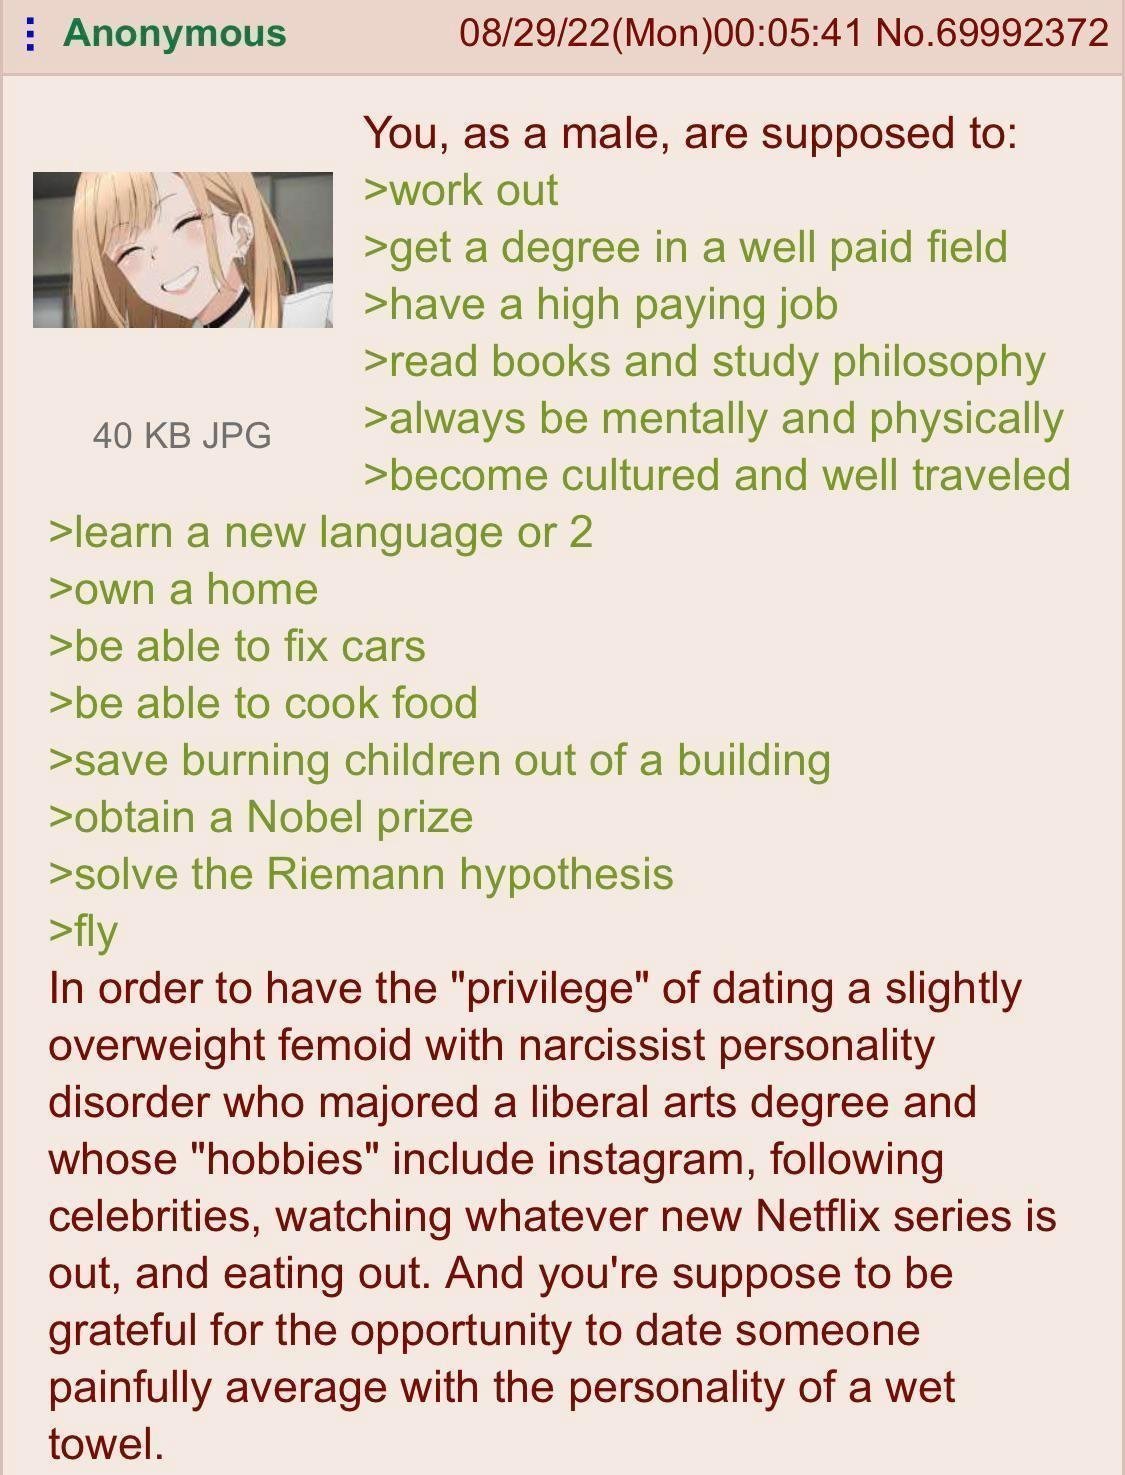 Anonymous 08/29/22(Mon)00:05:41 No.69992372
You, as a male, are supposed to:
>work out
>get a degree in a well paid field
>have a high paying job
>read books and study philosophy
>always be mentally and physically
>become cultured and well traveled
40 KB JPG
>learn a new language or 2
>own a home
>be able to fix cars
>be able to cook food
>save burning children out of a building
>obtain a Nobel prize
>solve the Riemann hypothesis
>fly
In order to have the "privilege" of dating a slightly
overweight femoid with narcissist personality
disorder who majored a liberal arts degree and
whose "hobbies" include instagram, following
celebrities, watching whatever new Netflix series is
out, and eating out. And you're suppose to be
grateful for the opportunity to date someone
painfully average with the personality of a wet
towel.